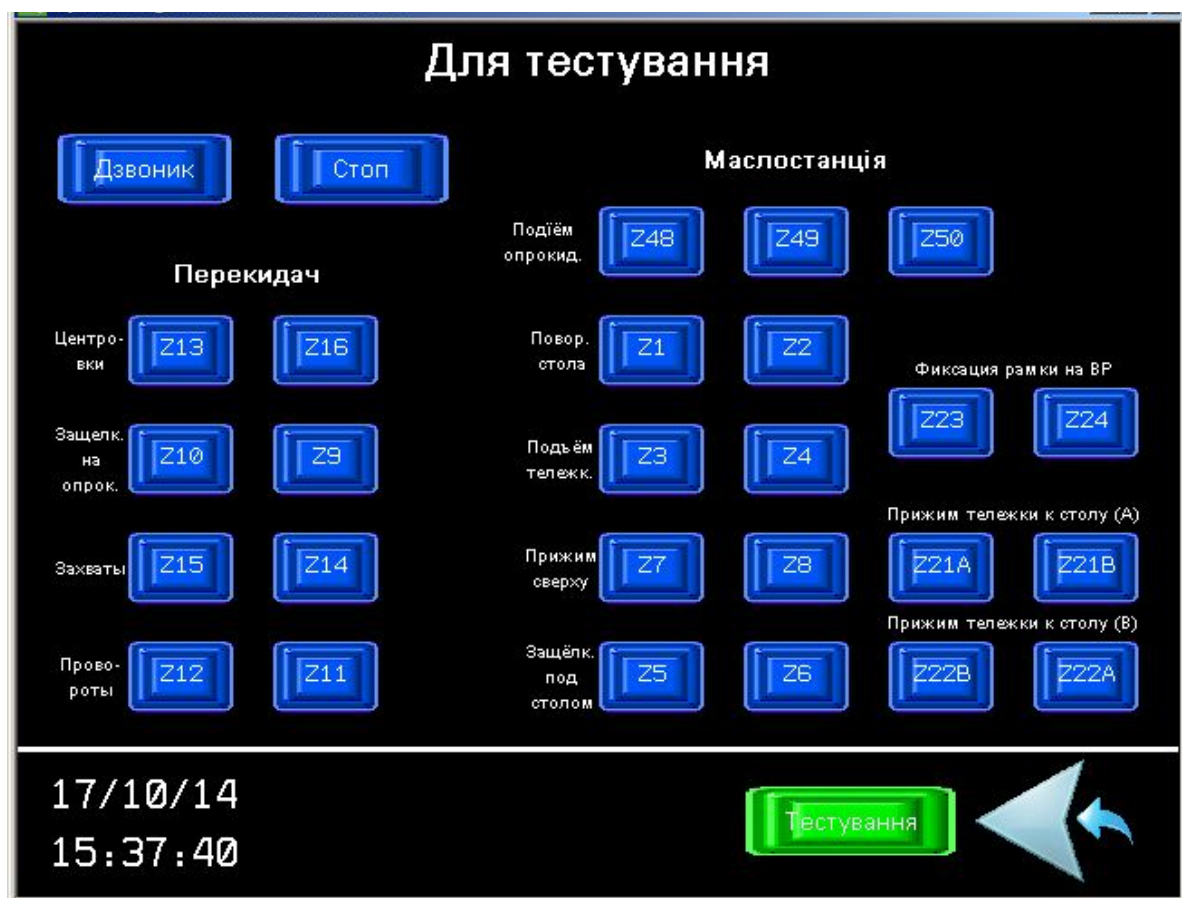 Для тестування
Дзвоник
Стоп
Маслостанція
Подїём
опрокид.
Z48
Z49
Z50
Перекидач
Центро-
вки
Z13
Z16
Повор.
стола
Z1
Z2
Фиксация рамки на ВР
Z23
Z24
Защелк.
на
опрок.
Z10
Z9
Подъём
тележк.
Z3
Z4
Прижим тележки к столу (А)
Захваты
Z15
Z14
Прижим
сверху
Z7
Z8
Z21A
Z21B
Прижим тележки к столу (В)
Прово-
роты
Z12
Z11
Защёлк.
под
столом
Z5
Z6
Z22B
Z22A
17/10/14
15:37:40
Тестування